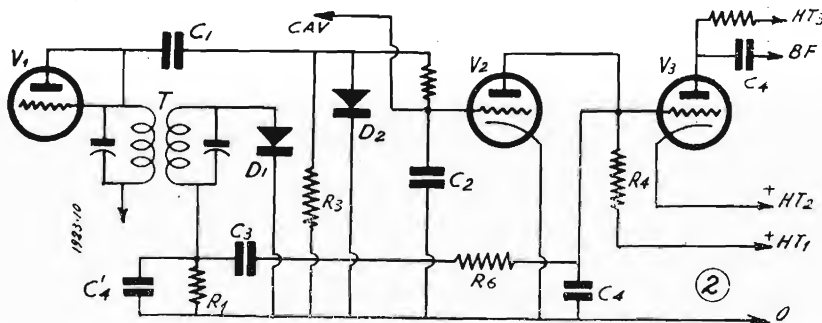 V1
C1
T
D1
D2
R3
CAV
C2
V2
V3
HT3
C4
BF
R4
+ HT2
+ HT1
1923-10
C'4
R1
C3
R6
C4
2
0